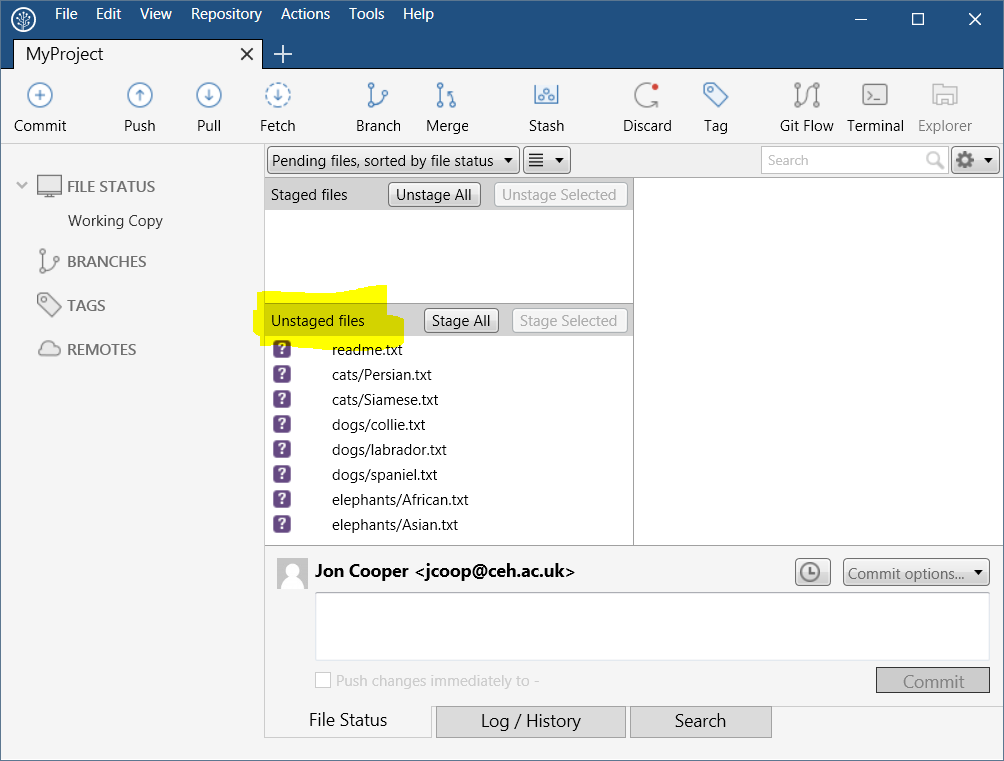 File Edit View Repository Actions Tools Help
MyProject
Commit Push Pull Fetch Branch Merge Stash Discard Tag Git Flow Terminal Explorer
Pending files, sorted by file status
Search
FILE STATUS
Working Copy
BRANCHES
TAGS
REMOTES
Staged files Unstage All Unstage Selected
Unstaged files Stage All Stage Selected
? readme.txt
? cats/Persian.txt
? cats/Siamese.txt
? dogs/collie.txt
? dogs/labrador.txt
? dogs/spaniel.txt
? elephants/African.txt
? elephants/Asian.txt
Jon Cooper <jcoop@ceh.ac.uk>
Commit options...
Push changes immediately to -
Commit
File Status Log / History Search